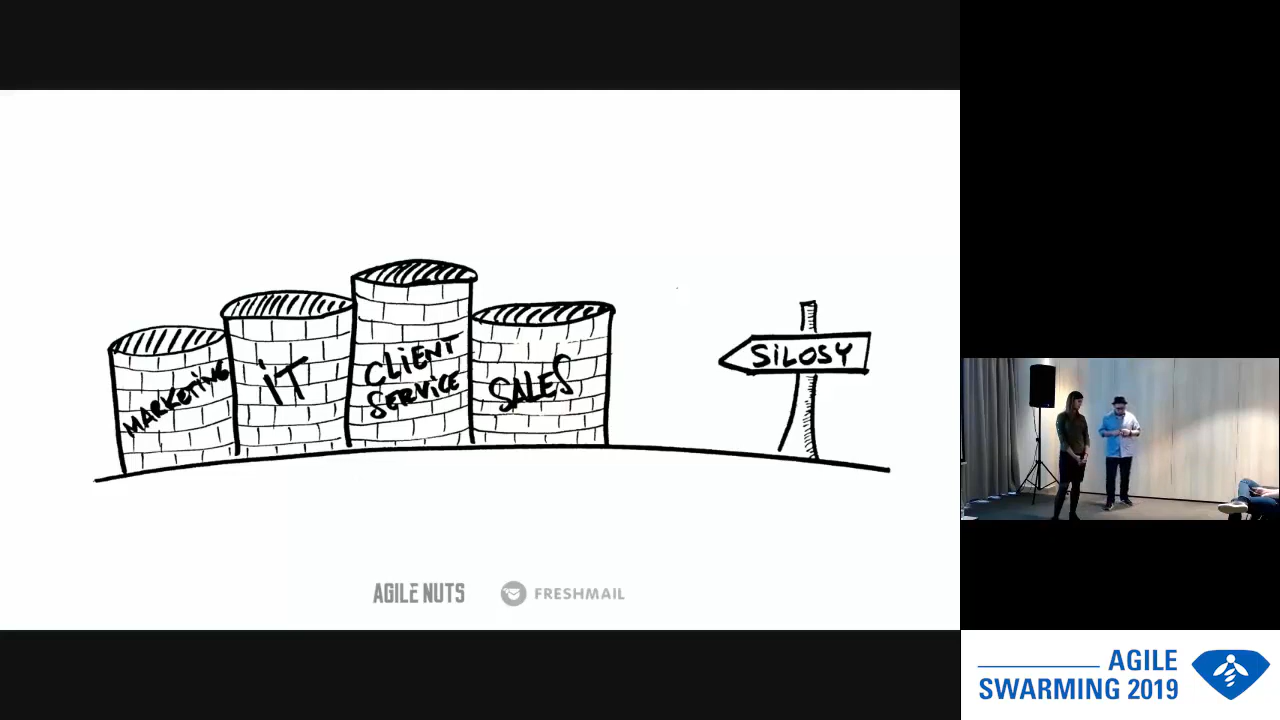 MARKETING
IT
CLIENT
SERVICE
SALES
SILOSY
AGILE NUTS
FRESHMAIL
AGILE
SWARMING 2019